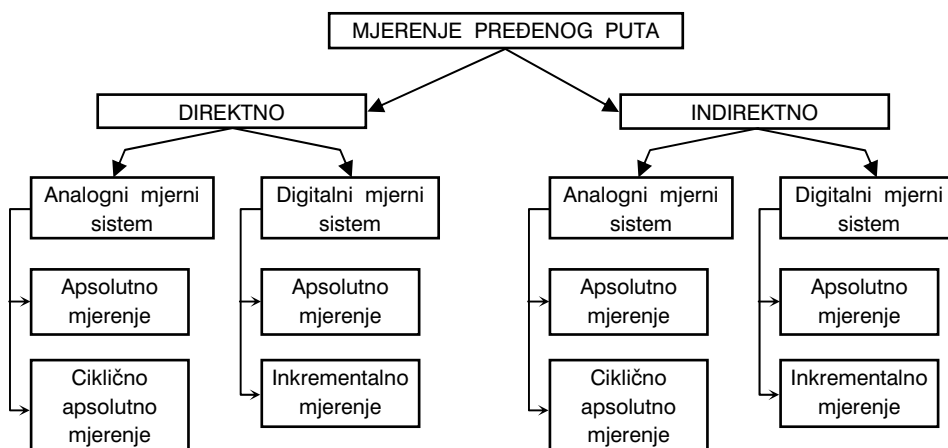 MJERENJE PREĐENOG PUTA
DIREKTNO
INDIREKTNO
Analogni mjerni
sistem
Digitalni mjerni
sistem
Analogni mjerni
sistem
Digitalni mjerni
sistem
Apsolutno
mjerenje
Apsolutno
mjerenje
Apsolutno
mjerenje
Apsolutno
mjerenje
Ciklično
apsolutno
mjerenje
Inkrementalno
mjerenje
Ciklično
apsolutno
mjerenje
Inkrementalno
mjerenje